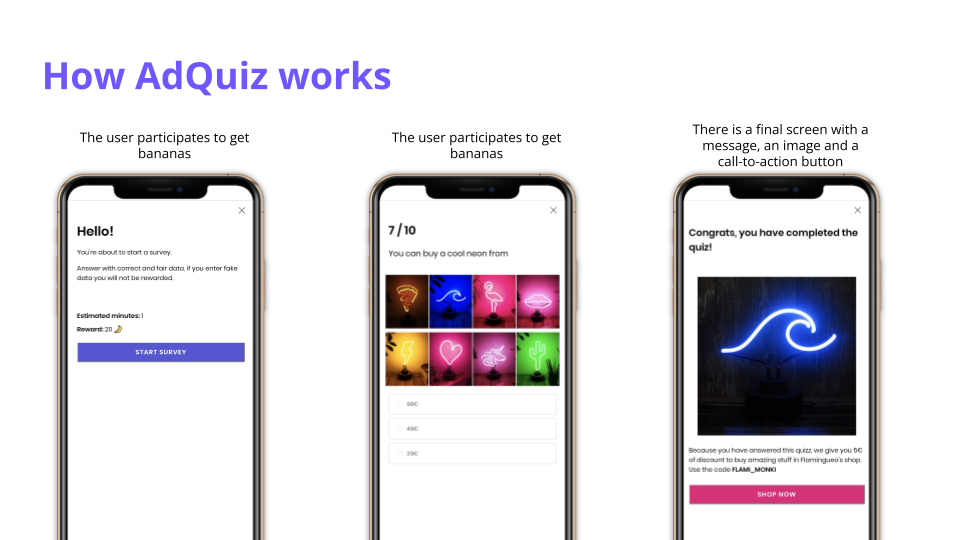 How AdQuiz works
The user participates to get
bananas
Hello!
You're about to start a survey.
Answer with correct and fair data, if you enter fake
data you will not be rewarded.
Estimated minutes: 1
Reward: 20 🍌
START SURVEY
The user participates to get
bananas
7 / 10
You can buy a cool neon from
49€
39€
There is a final screen with a
message, an image and a
call-to-action button
Congrats, you have completed the
quiz!
Because you have answered this quizz, we give you 5€
of discount to buy amazing stuff in Flamingueo's shop.
Use the code FLAMI_MONKI
SHOP NOW